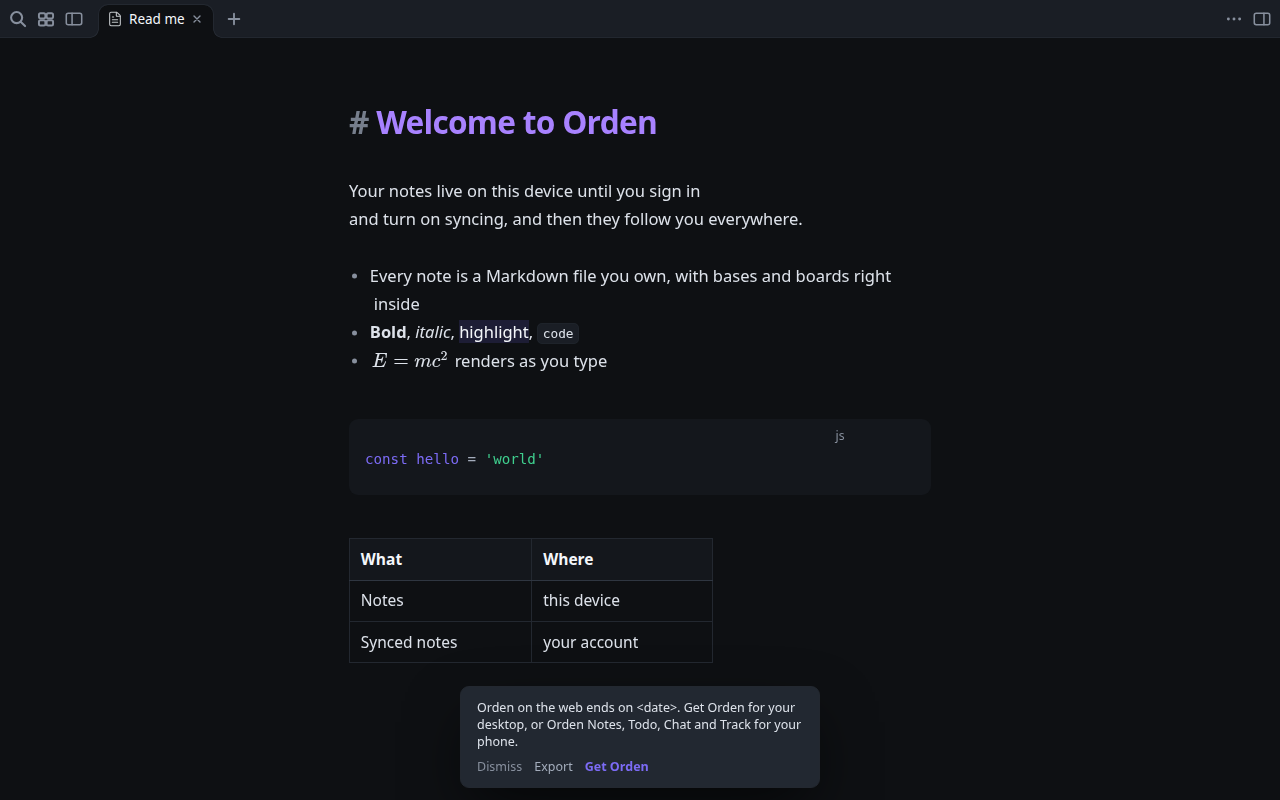 Read me
# Welcome to Orden
Your notes live on this device until you sign in
and turn on syncing, and then they follow you everywhere.
Every note is a Markdown file you own, with bases and boards right
inside
Bold, italic, highlight, code
E = mc² renders as you type
js
const hello = 'world'
What Where
Notes this device
Synced notes your account
Orden on the web ends on <date>. Get Orden for your
desktop, or Orden Notes, Todo, Chat and Track for your
phone.
Dismiss Export Get Orden